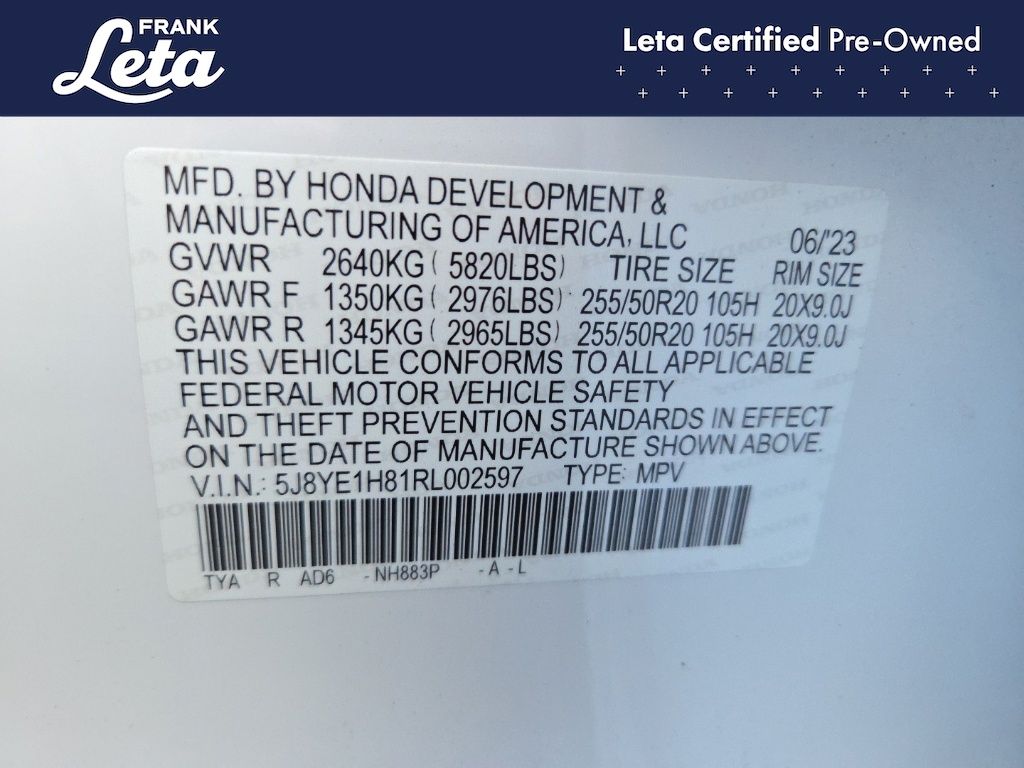 FRANK
Leta
Leta Certified Pre-Owned
MFD. BY HONDA DEVELOPMENT &
MANUFACTURING OF AMERICA, LLC 06/'23
GVWR 2640KG ( 5820LBS) TIRE SIZE RIM SIZE
GAWR F 1350KG ( 2976LBS) 255/50R20 105H 20X9.0J
GAWR R 1345KG ( 2965LBS) 255/50R20 105H 20X9.0J
THIS VEHICLE CONFORMS TO ALL APPLICABLE
FEDERAL MOTOR VEHICLE SAFETY
AND THEFT PREVENTION STANDARDS IN EFFECT
ON THE DATE OF MANUFACTURE SHOWN ABOVE.
V.I.N.: 5J8YE1H81RL002597 TYPE: MPV
TYA R AD6 -NH883P -A -L